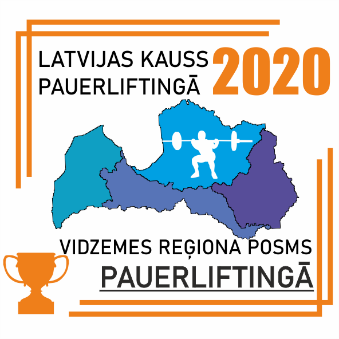 LATVIJAS KAUSS
PAUERLIFTINGĀ 2020
VIDZEMES REĢIONA POSMS
PAUERLIFTINGĀ